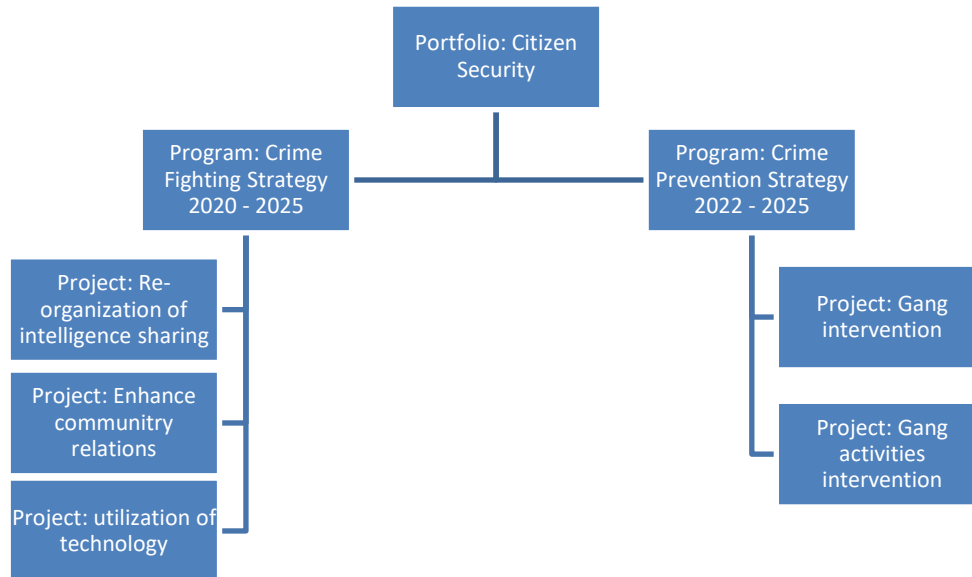 Portfolio: Citizen
Security
Program: Crime
Fighting Strategy
2020 - 2025
Program: Crime
Prevention Strategy
2022 - 2025
Project: Re-
organization of
intelligence sharing
Project: Enhance
communitry
relations
Project: utilization of
technology
Project: Gang
intervention
Project: Gang
activities
intervention